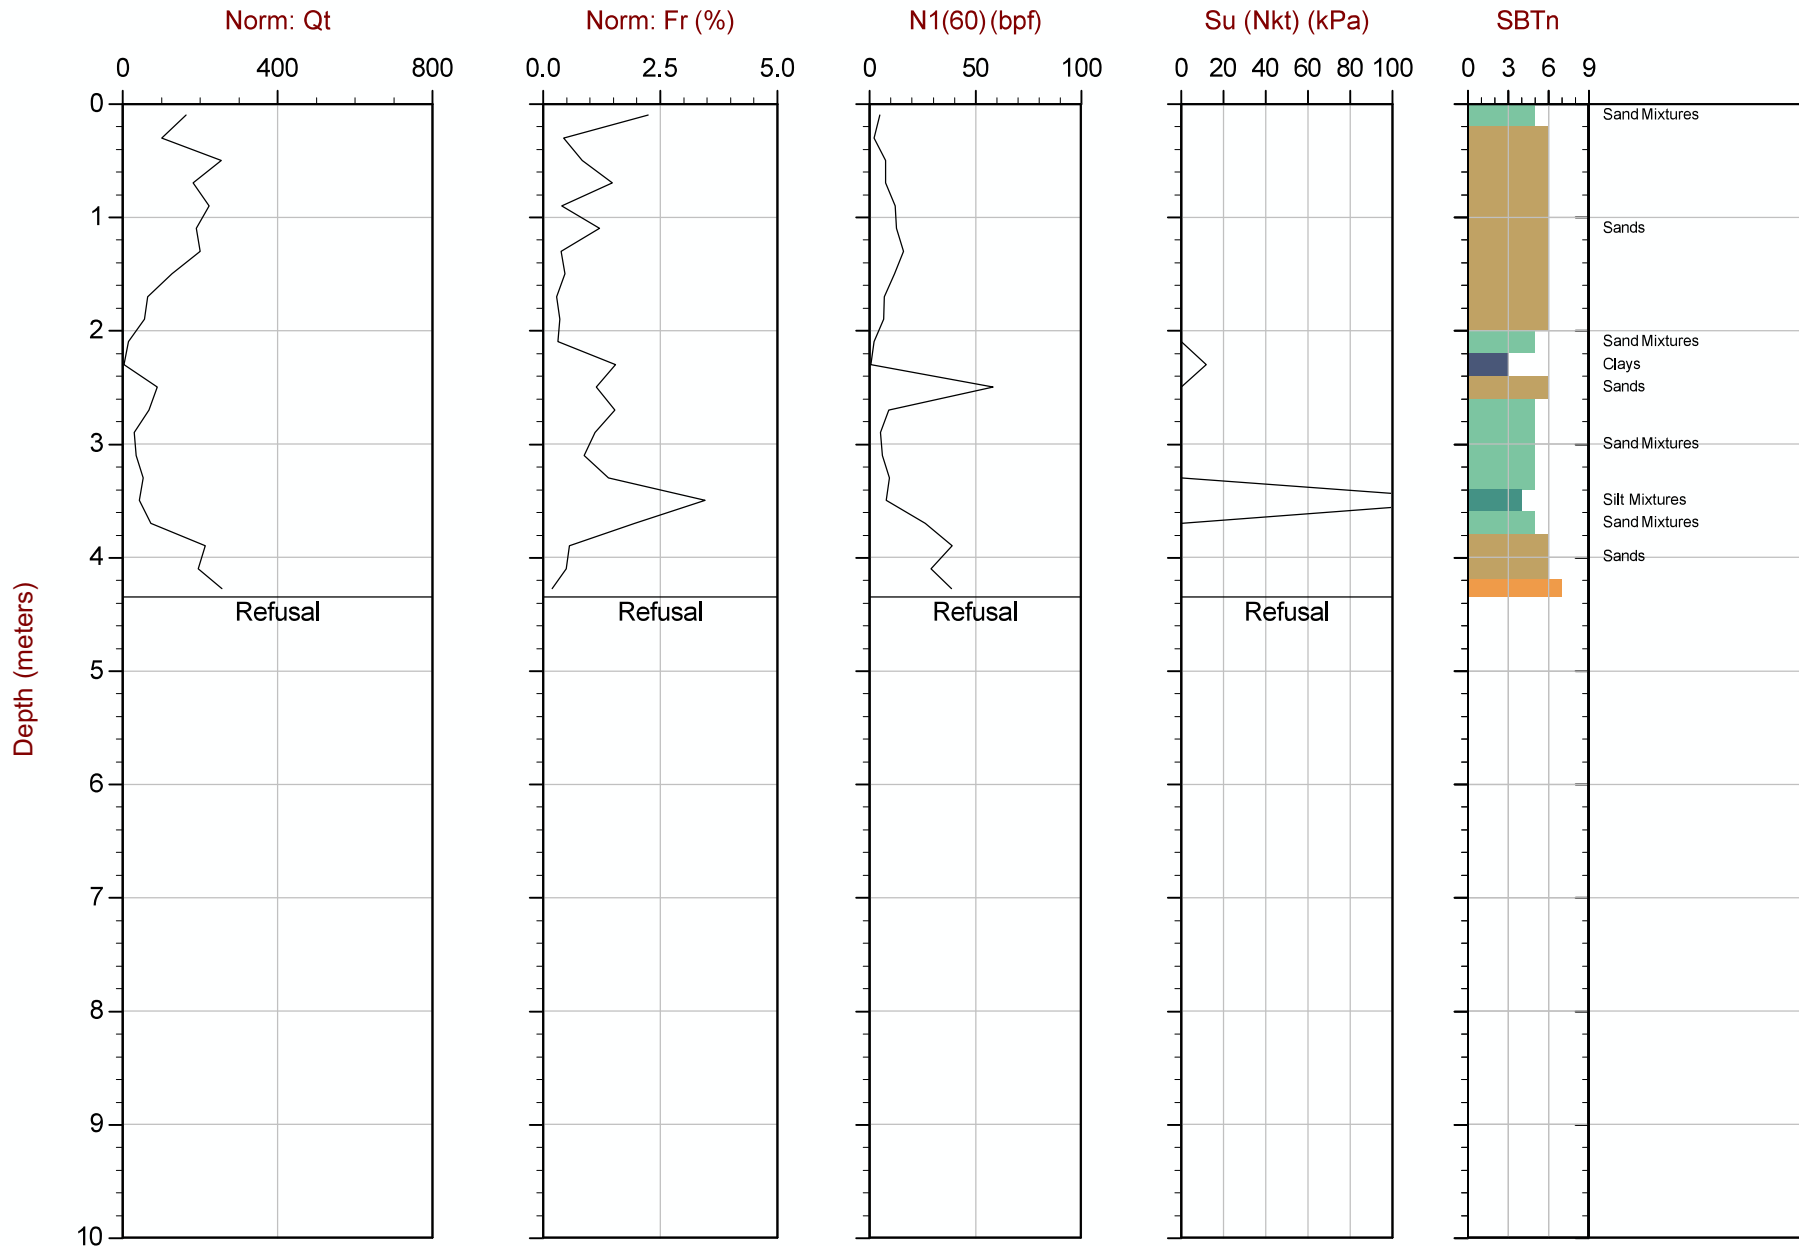 Norm: Qt Norm: Fr (%) N1(60) (bpf) Su (Nkt) (kPa) SBTn
0 400 800 0.0 2.5 5.0 0 50 100 0 20 40 60 80 100 0 3 6 9
0
Sand Mixtures
1
Sands
2
Sand Mixtures
Clays
Sands
3
Sand Mixtures
Silt Mixtures
Sand Mixtures
4
Sands
Refusal Refusal Refusal Refusal
5
6
7
8
9
10
Depth (meters)